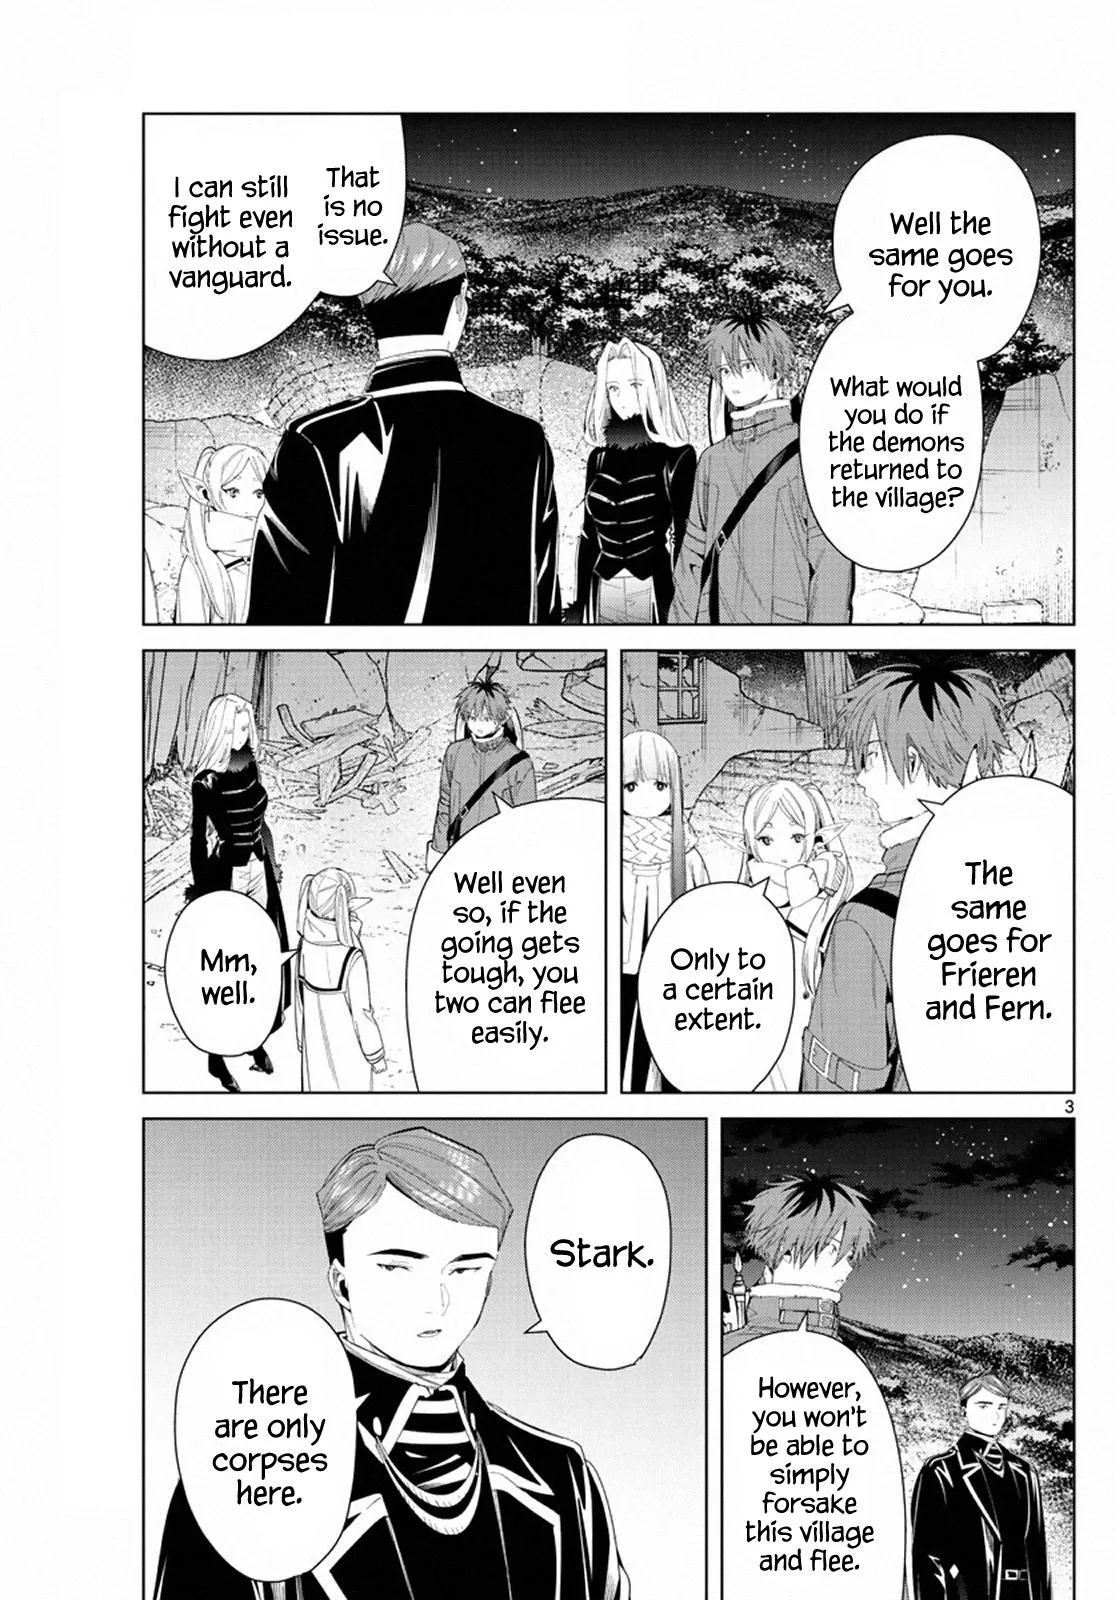 Well the
same goes
for you.
What would
you do if
the demons
returned to
the village?
That
is no
issue.
I can still
fight even
without a
vanguard.
The
same
goes for
Frieren
and Fern.
Only to
a certain
extent.
Well even
so, if the
going gets
tough, you
two can flee
easily.
Mm,
well.
3
However,
you won't
be able to
simply
forsake
this village
and flee.
Stark.
There
are only
corpses
here.